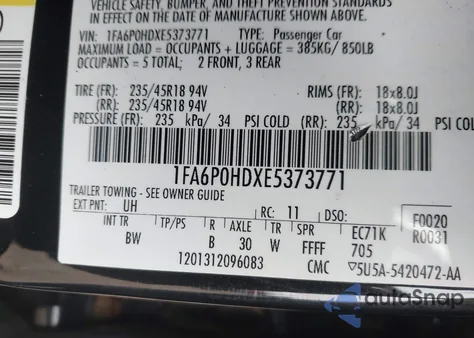 VEHICLE SAFETY, BUMPER, AND THEFT PREVENTION
IN EFFECT ON THE DATE OF MANUFACTURE SHOWN
VIN: 1FA6P0HDXE5373771 TYPE: Passenger Car
MAXIMUM LOAD = OCCUPANTS + LUGGAGE = 385KG/ 850LB
OCCUPANTS = 5 TOTAL; 2 FRONT, 3 REAR
TIRE (FR): 235/45R18 94V RIMS (FR): 18x8.0J
(RR): 235/45R18 94V (RR): 18x8.0J
PRESSURE (FR): 235 kPa/ 34 PSI COLD (RR): 235 kPa/ 34 PSI COL
1FA6P0HDXE5373771
TRAILER TOWING - SEE OWNER GUIDE
EXT PNT: UH RC: 11 DSO: F0020
INT TR TP/PS R AXLE TR SPR EC71K R0031
BW B 30 W FFFF 705
1201312096083 CMC ▽5U5A-5420472-AA
autoSnap